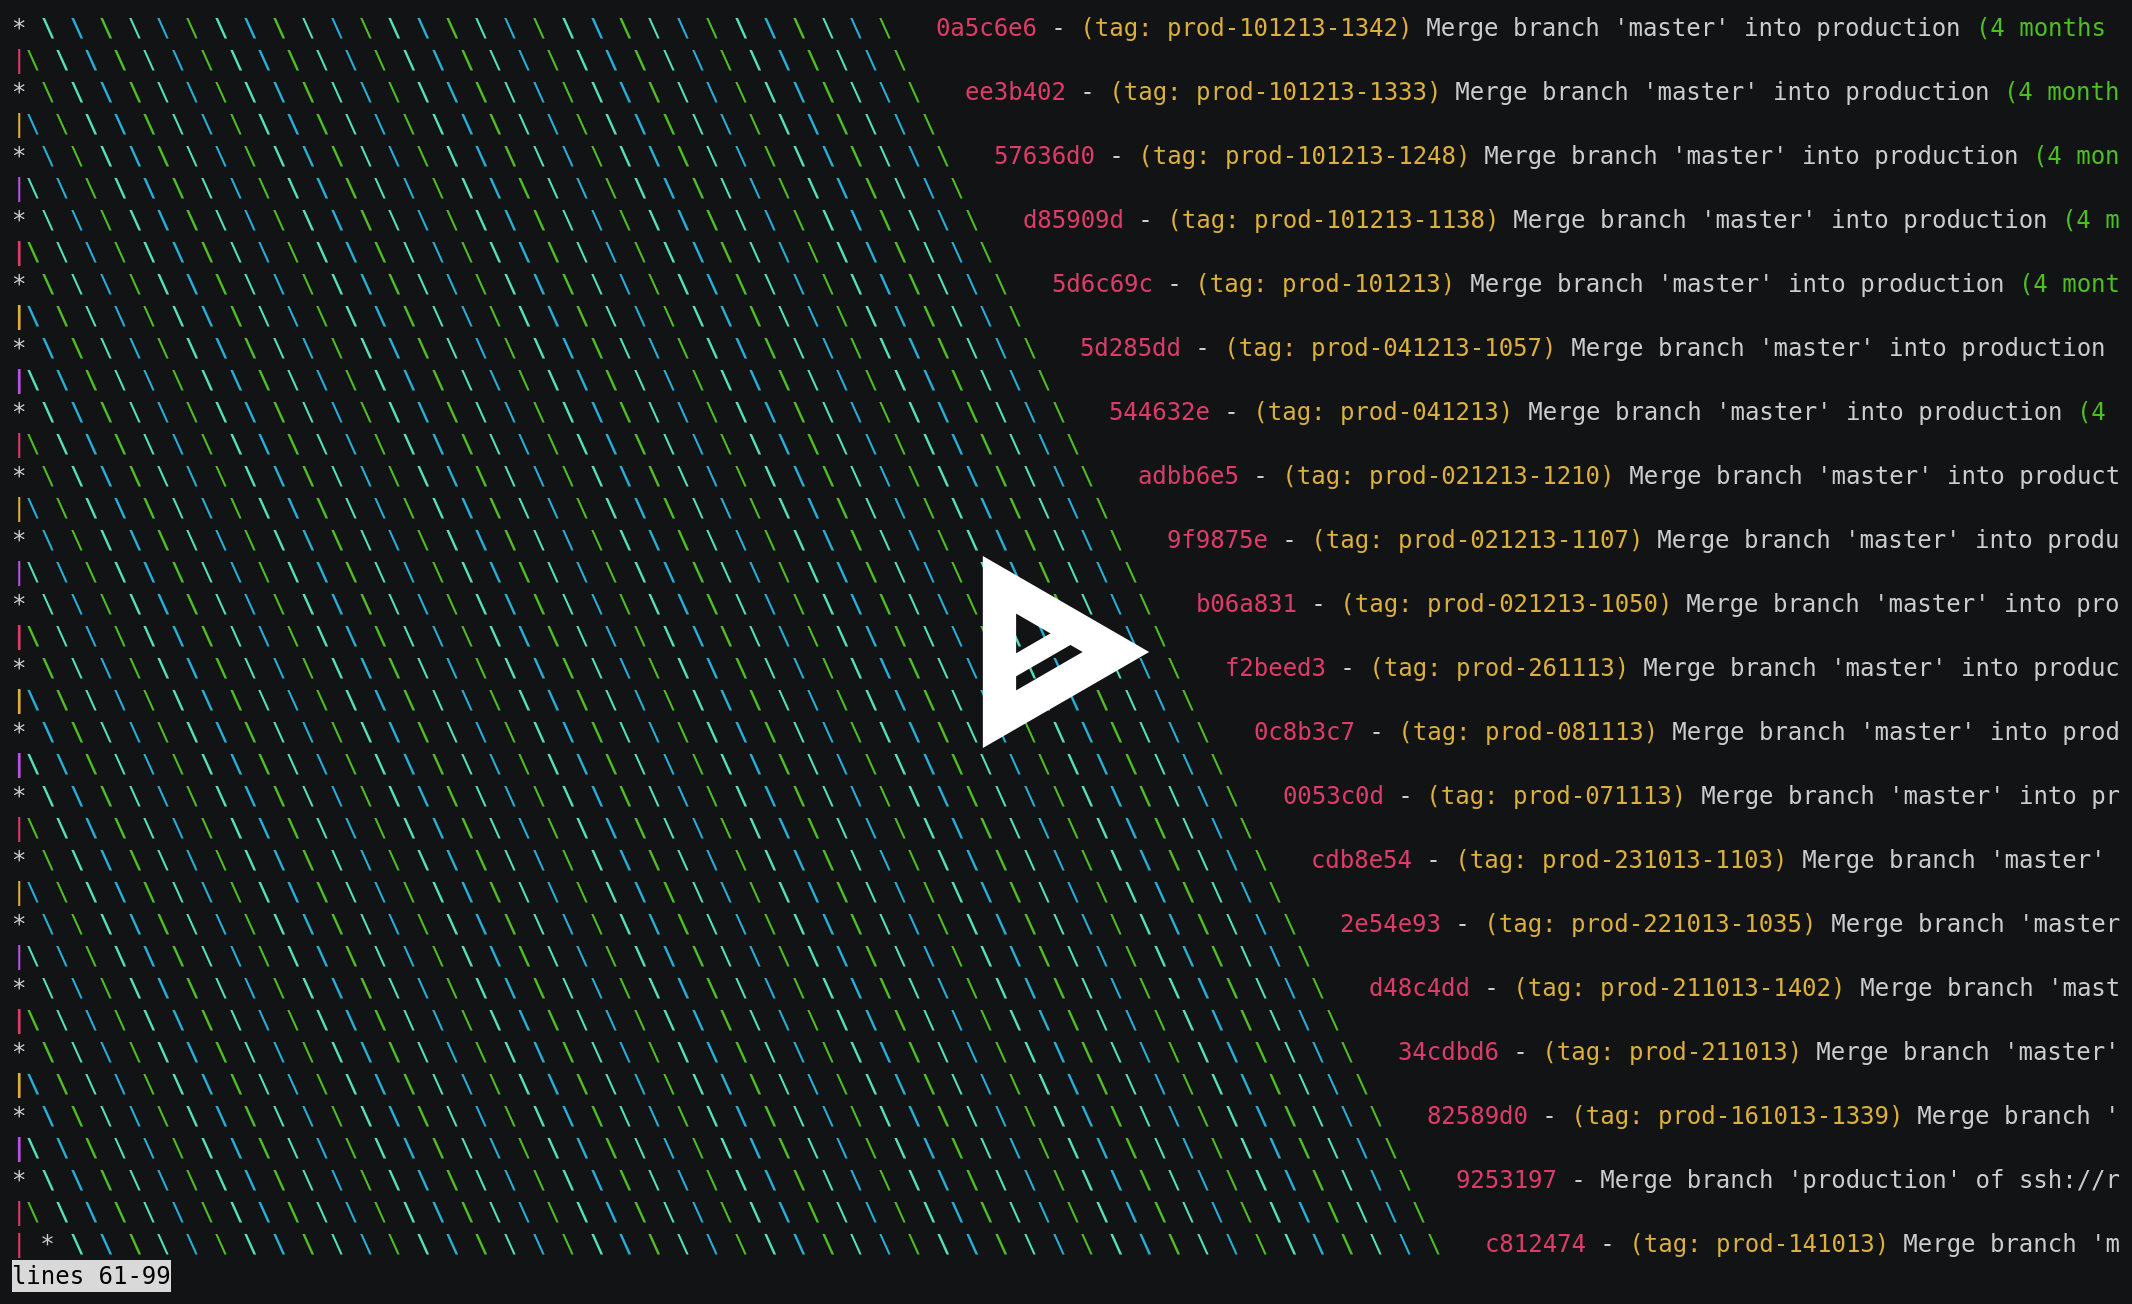 * 0a5c6e6 - (tag: prod-101213-1342) Merge branch 'master' into production (4 months
* ee3b402 - (tag: prod-101213-1333) Merge branch 'master' into production (4 month
* 57636d0 - (tag: prod-101213-1248) Merge branch 'master' into production (4 mon
* d85909d - (tag: prod-101213-1138) Merge branch 'master' into production (4 m
* 5d6c69c - (tag: prod-101213) Merge branch 'master' into production (4 mont
* 5d285dd - (tag: prod-041213-1057) Merge branch 'master' into production
* 544632e - (tag: prod-041213) Merge branch 'master' into production (4
* adbb6e5 - (tag: prod-021213-1210) Merge branch 'master' into product
* 9f9875e - (tag: prod-021213-1107) Merge branch 'master' into produ
* b06a831 - (tag: prod-021213-1050) Merge branch 'master' into pro
* f2beed3 - (tag: prod-261113) Merge branch 'master' into produc
* 0c8b3c7 - (tag: prod-081113) Merge branch 'master' into prod
* 0053c0d - (tag: prod-071113) Merge branch 'master' into pr
* cdb8e54 - (tag: prod-231013-1103) Merge branch 'master'
* 2e54e93 - (tag: prod-221013-1035) Merge branch 'master
* d48c4dd - (tag: prod-211013-1402) Merge branch 'mast
* 34cdbd6 - (tag: prod-211013) Merge branch 'master'
* 82589d0 - (tag: prod-161013-1339) Merge branch '
* 9253197 - Merge branch 'production' of ssh://r
| * c812474 - (tag: prod-141013) Merge branch 'm
lines 61-99